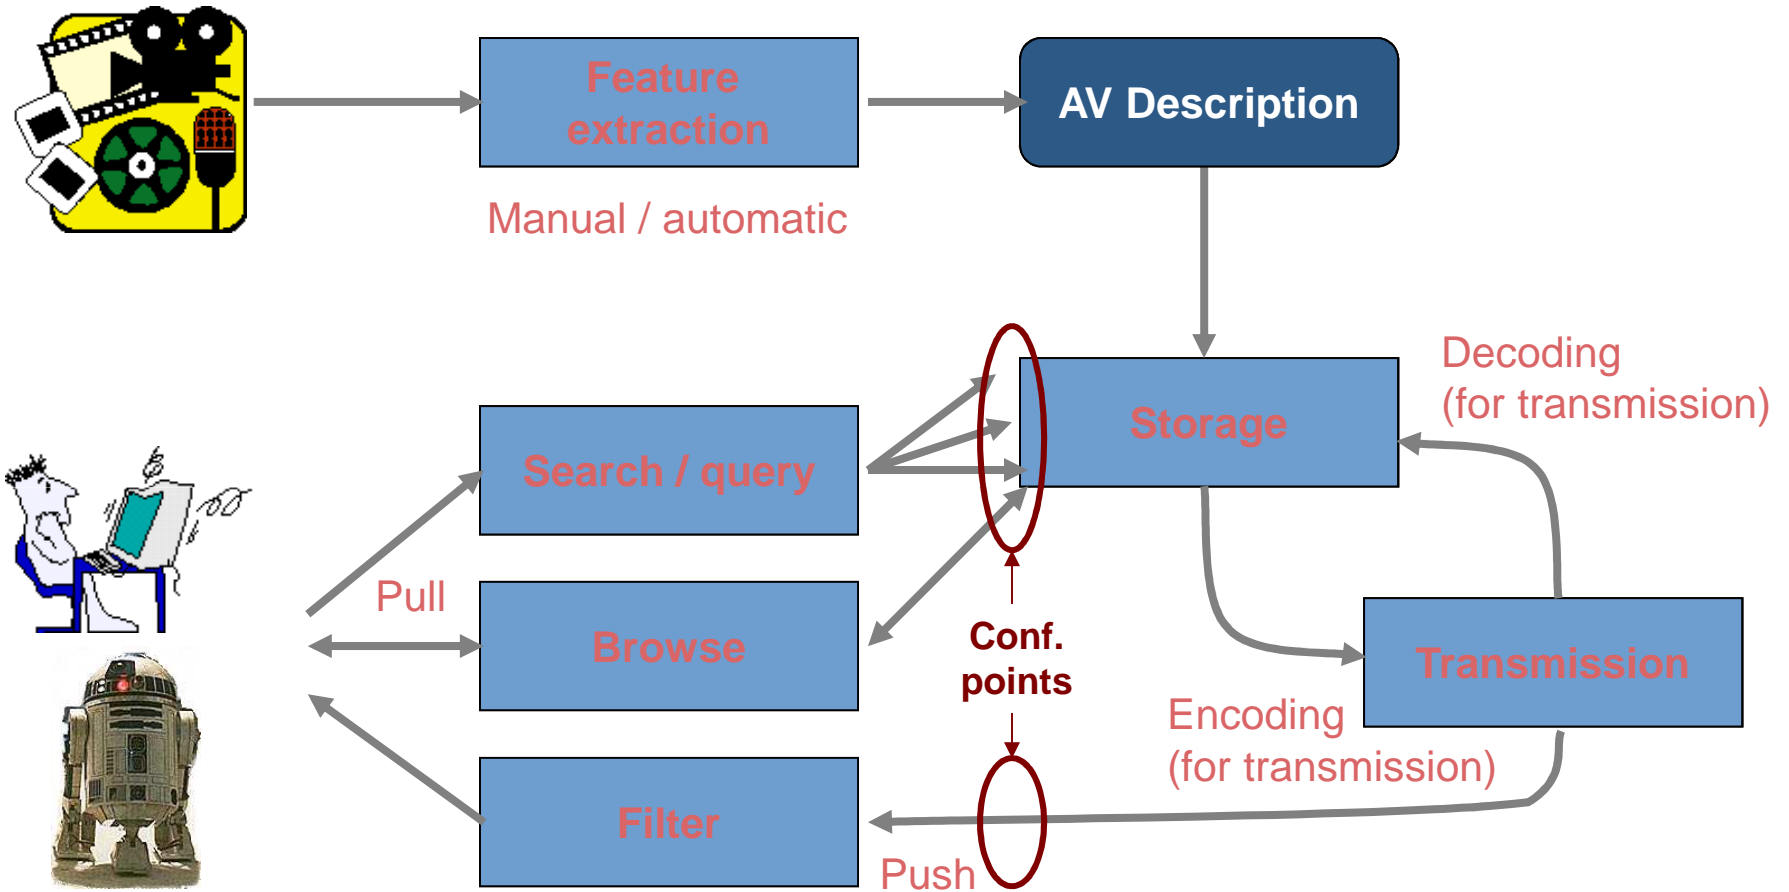 Feature
extraction
AV Description
Manual / automatic
Decoding
(for transmission)
Storage
Search / query
Pull
Browse
Conf.
points
Transmission
Encoding
(for transmission)
Filter
Push